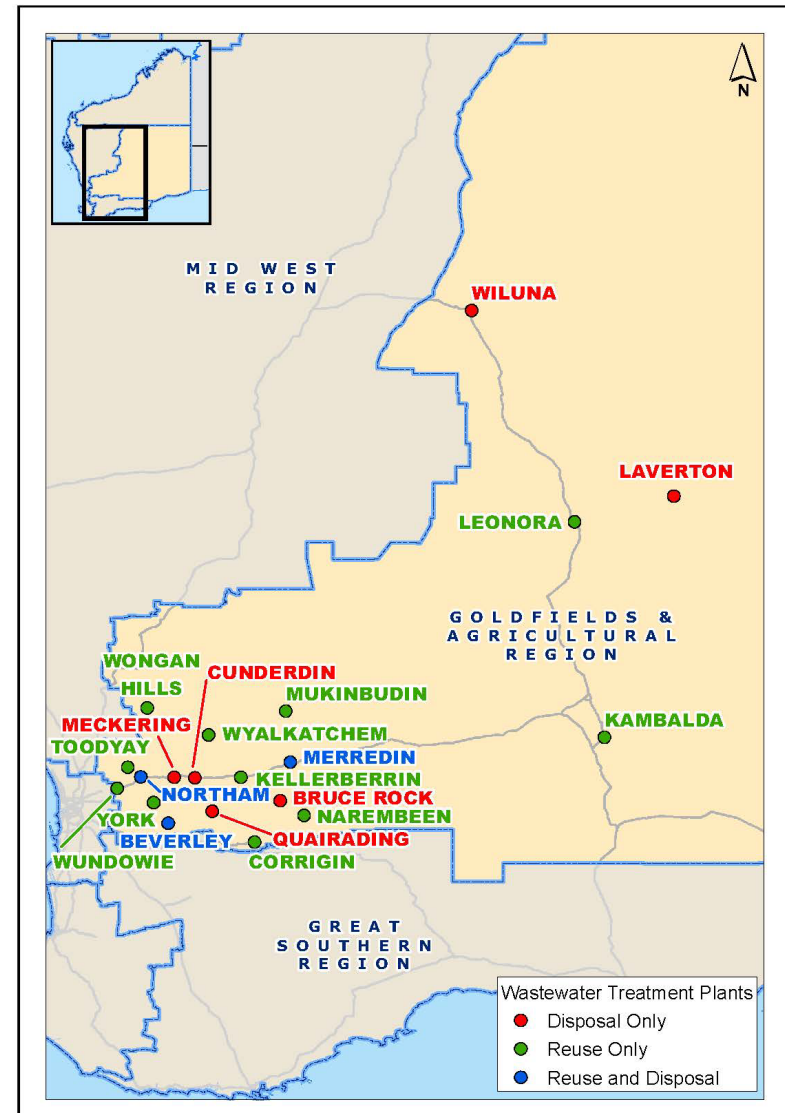 N
MID WEST
REGION
WILUNA
LAVERTON
LEONORA
GOLDFIELDS &
AGRICULTURAL
REGION
WONGAN
HILLS
CUNDERDIN
MUKINBUDIN
MECKERING
WYALKATCHEM
KAMBALDA
TOODYAY
MERREDIN
KELLERBERRIN
NORTHAM
BRUCE ROCK
YORK
NAREMBEEN
BEVERLEY
QUAIRADING
WUNDOWIE
CORRIGIN
GREAT
SOUTHERN
REGION
Wastewater Treatment Plants
Disposal Only
Reuse Only
Reuse and Disposal